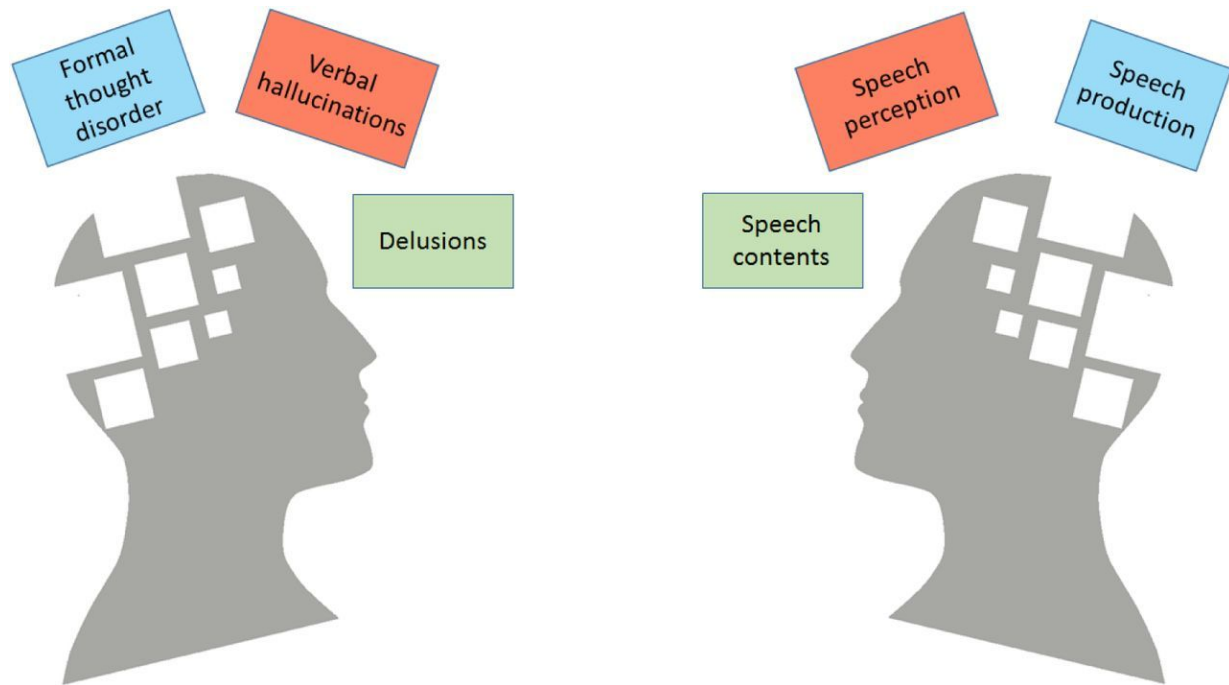 Formal
thought
disorder
Verbal
hallucinations
Delusions
Speech
perception
Speech
production
Speech
contents